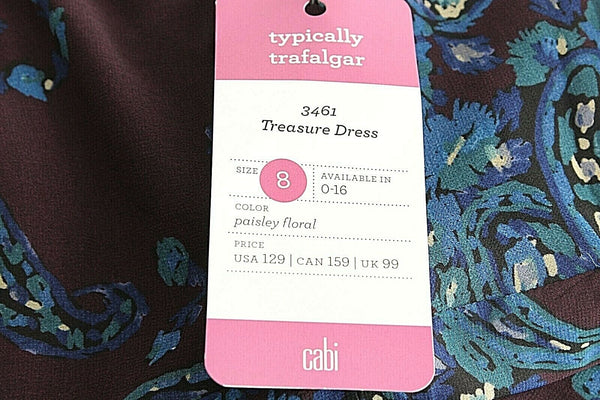 typically
trafalgar
3461
Treasure Dress
SIZE 8 AVAILABLE IN
0-16
COLOR
paisley floral
PRICE
USA 129 | CAN 159 | UK 99
cabi